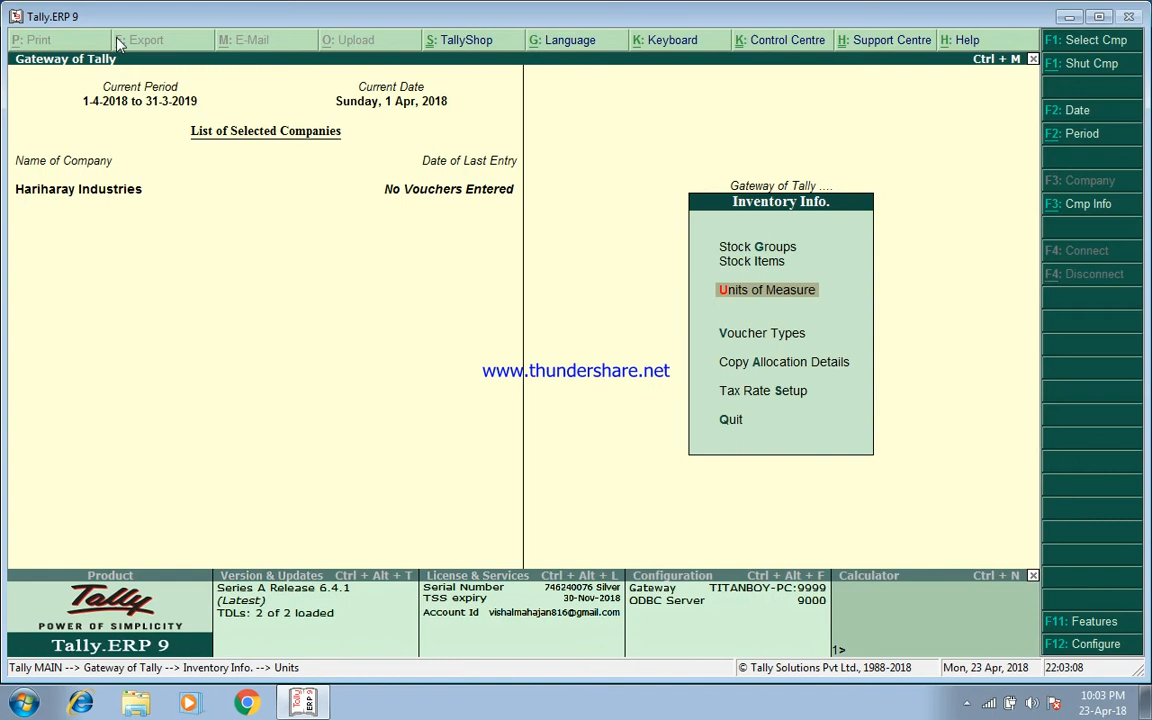 Tally.ERP 9
P: Print
E: Export
M: E-Mail
O: Upload
S: TallyShop
G: Language
K: Keyboard
K: Control Centre
H: Support Centre
H: Help
Gateway of Tally
Ctrl + M
Current Period
1-4-2018 to 31-3-2019
Current Date
Sunday, 1 Apr, 2018
List of Selected Companies
Name of Company
Date of Last Entry
Hariharay Industries
No Vouchers Entered
Gateway of Tally ....
Inventory Info.
Stock Groups
Stock Items
Units of Measure
Voucher Types
Copy Allocation Details
Tax Rate Setup
Quit
www.thundershare.net
F1: Select Cmp
F1: Shut Cmp
F2: Date
F2: Period
F3: Company
F3: Cmp Info
F4: Connect
F4: Disconnect
F11: Features
F12: Configure
Product
Tally
POWER OF SIMPLICITY
Tally.ERP 9
Version & Updates Ctrl + Alt + T
Series A Release 6.4.1
(Latest)
TDLs: 2 of 2 loaded
License & Services Ctrl + Alt + L
Serial Number 746240076 Silver
TSS expiry 30-Nov-2018
Account Id vishalmahajan816@gmail.com
Configuration Ctrl + Alt + F
Gateway TITANBOY-PC:9999
ODBC Server 9000
Calculator Ctrl + N
1>
Tally MAIN --> Gateway of Tally --> Inventory Info. --> Units
© Tally Solutions Pvt Ltd., 1988-2018
Mon, 23 Apr, 2018
22:03:08
Tally ERP 9
10:03 PM
23-Apr-18